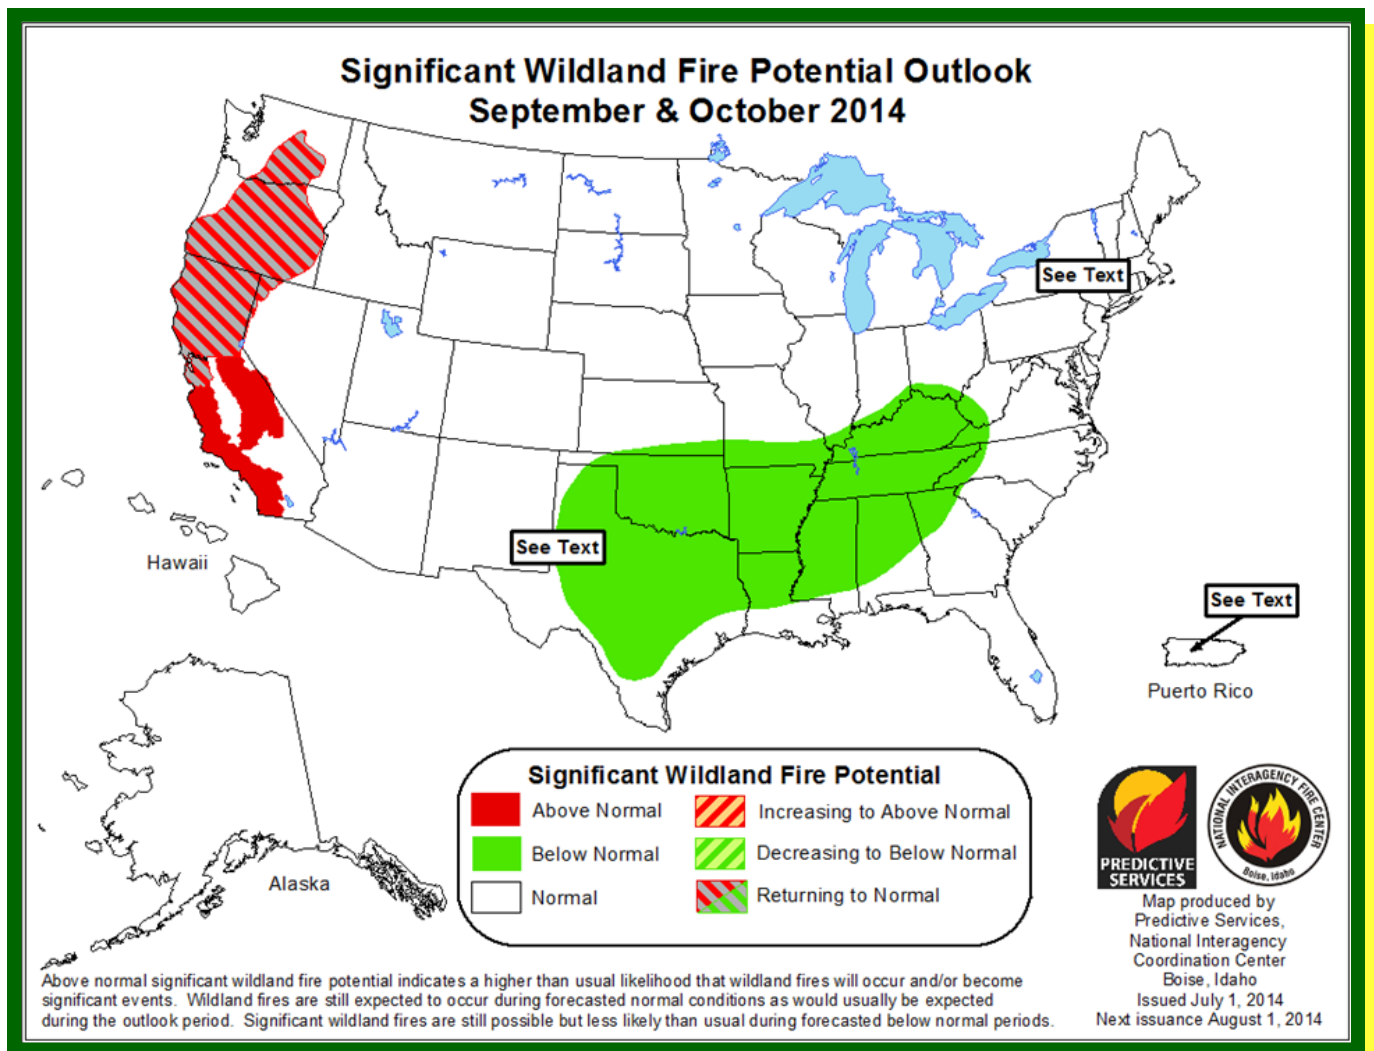 Significant Wildland Fire Potential Outlook
September & October 2014
See Text
See Text
Hawaii
See Text
Puerto Rico
Alaska
Significant Wildland Fire Potential
Above Normal
Increasing to Above Normal
Below Normal
Decreasing to Below Normal
Normal
Returning to Normal
PREDICTIVE
SERVICES
NATIONAL INTERAGENCY FIRE CENTER
Boise, Idaho
Map produced by
Predictive Services,
National Interagency
Coordination Center
Boise, Idaho
Issued July 1, 2014
Next issuance August 1, 2014
Above normal significant wildland fire potential indicates a higher than usual likelihood that wildland fires will occur and/or become
significant events.  Wildland fires are still expected to occur during forecasted normal conditions as would usually be expected
during the outlook period.  Significant wildland fires are still possible but less likely than usual during forecasted below normal periods.